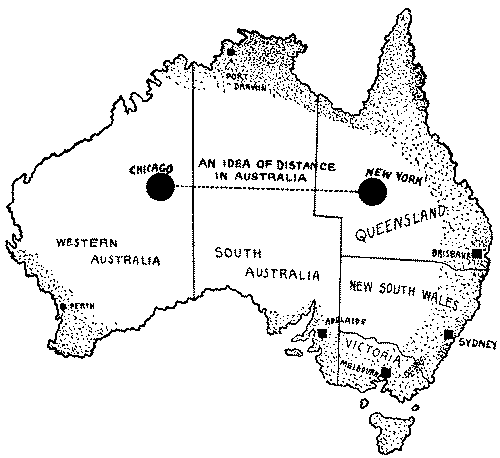 PORT
DARWIN
CHICAGO
AN IDEA OF DISTANCE
IN AUSTRALIA
NEW YORK
QUEENSLAND
WESTERN
AUSTRALIA
SOUTH
AUSTRALIA
BRISBANE
NEW SOUTH WALES
PERTH
ADELAIDE
VICTORIA
SYDNEY
MELBOURNE